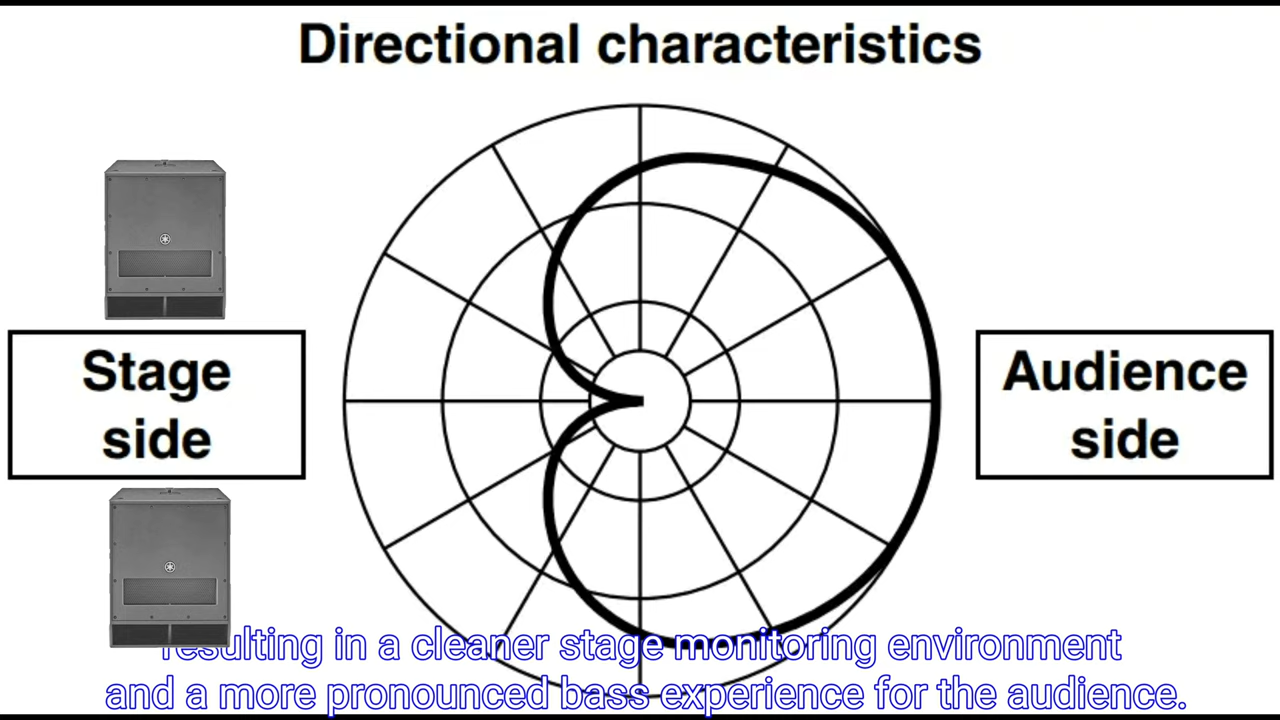 Directional characteristics
Stage
side
Audience
side
resulting in a cleaner stage monitoring environment
and a more pronounced bass experience for the audience.